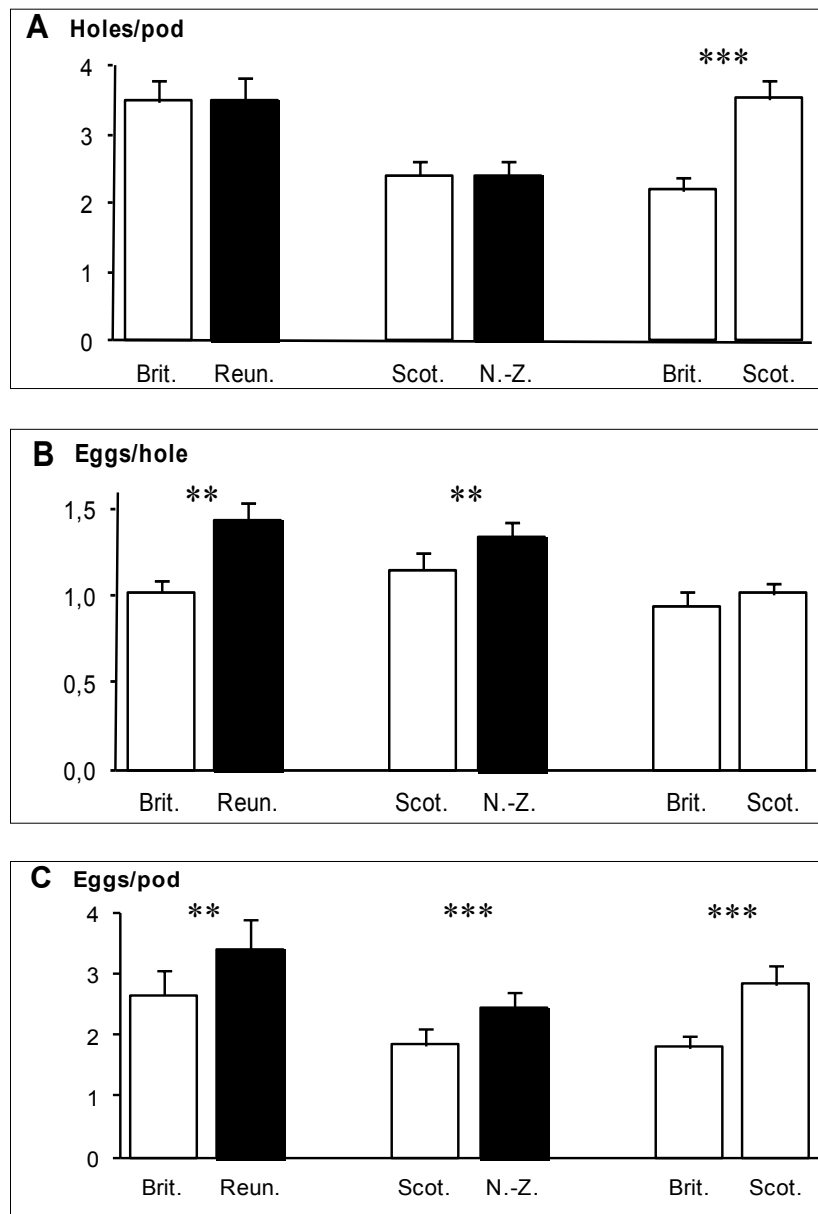 A Holes/pod
4
3
2
1
0
***
Brit. Reun. Scot. N.-Z. Brit. Scot.
B Eggs/hole
1,5
1,0
0,5
0,0
** **
Brit. Reun. Scot. N.-Z. Brit. Scot.
C Eggs/pod
4
3
2
1
0
** *** ***
Brit. Reun. Scot. N.-Z. Brit. Scot.